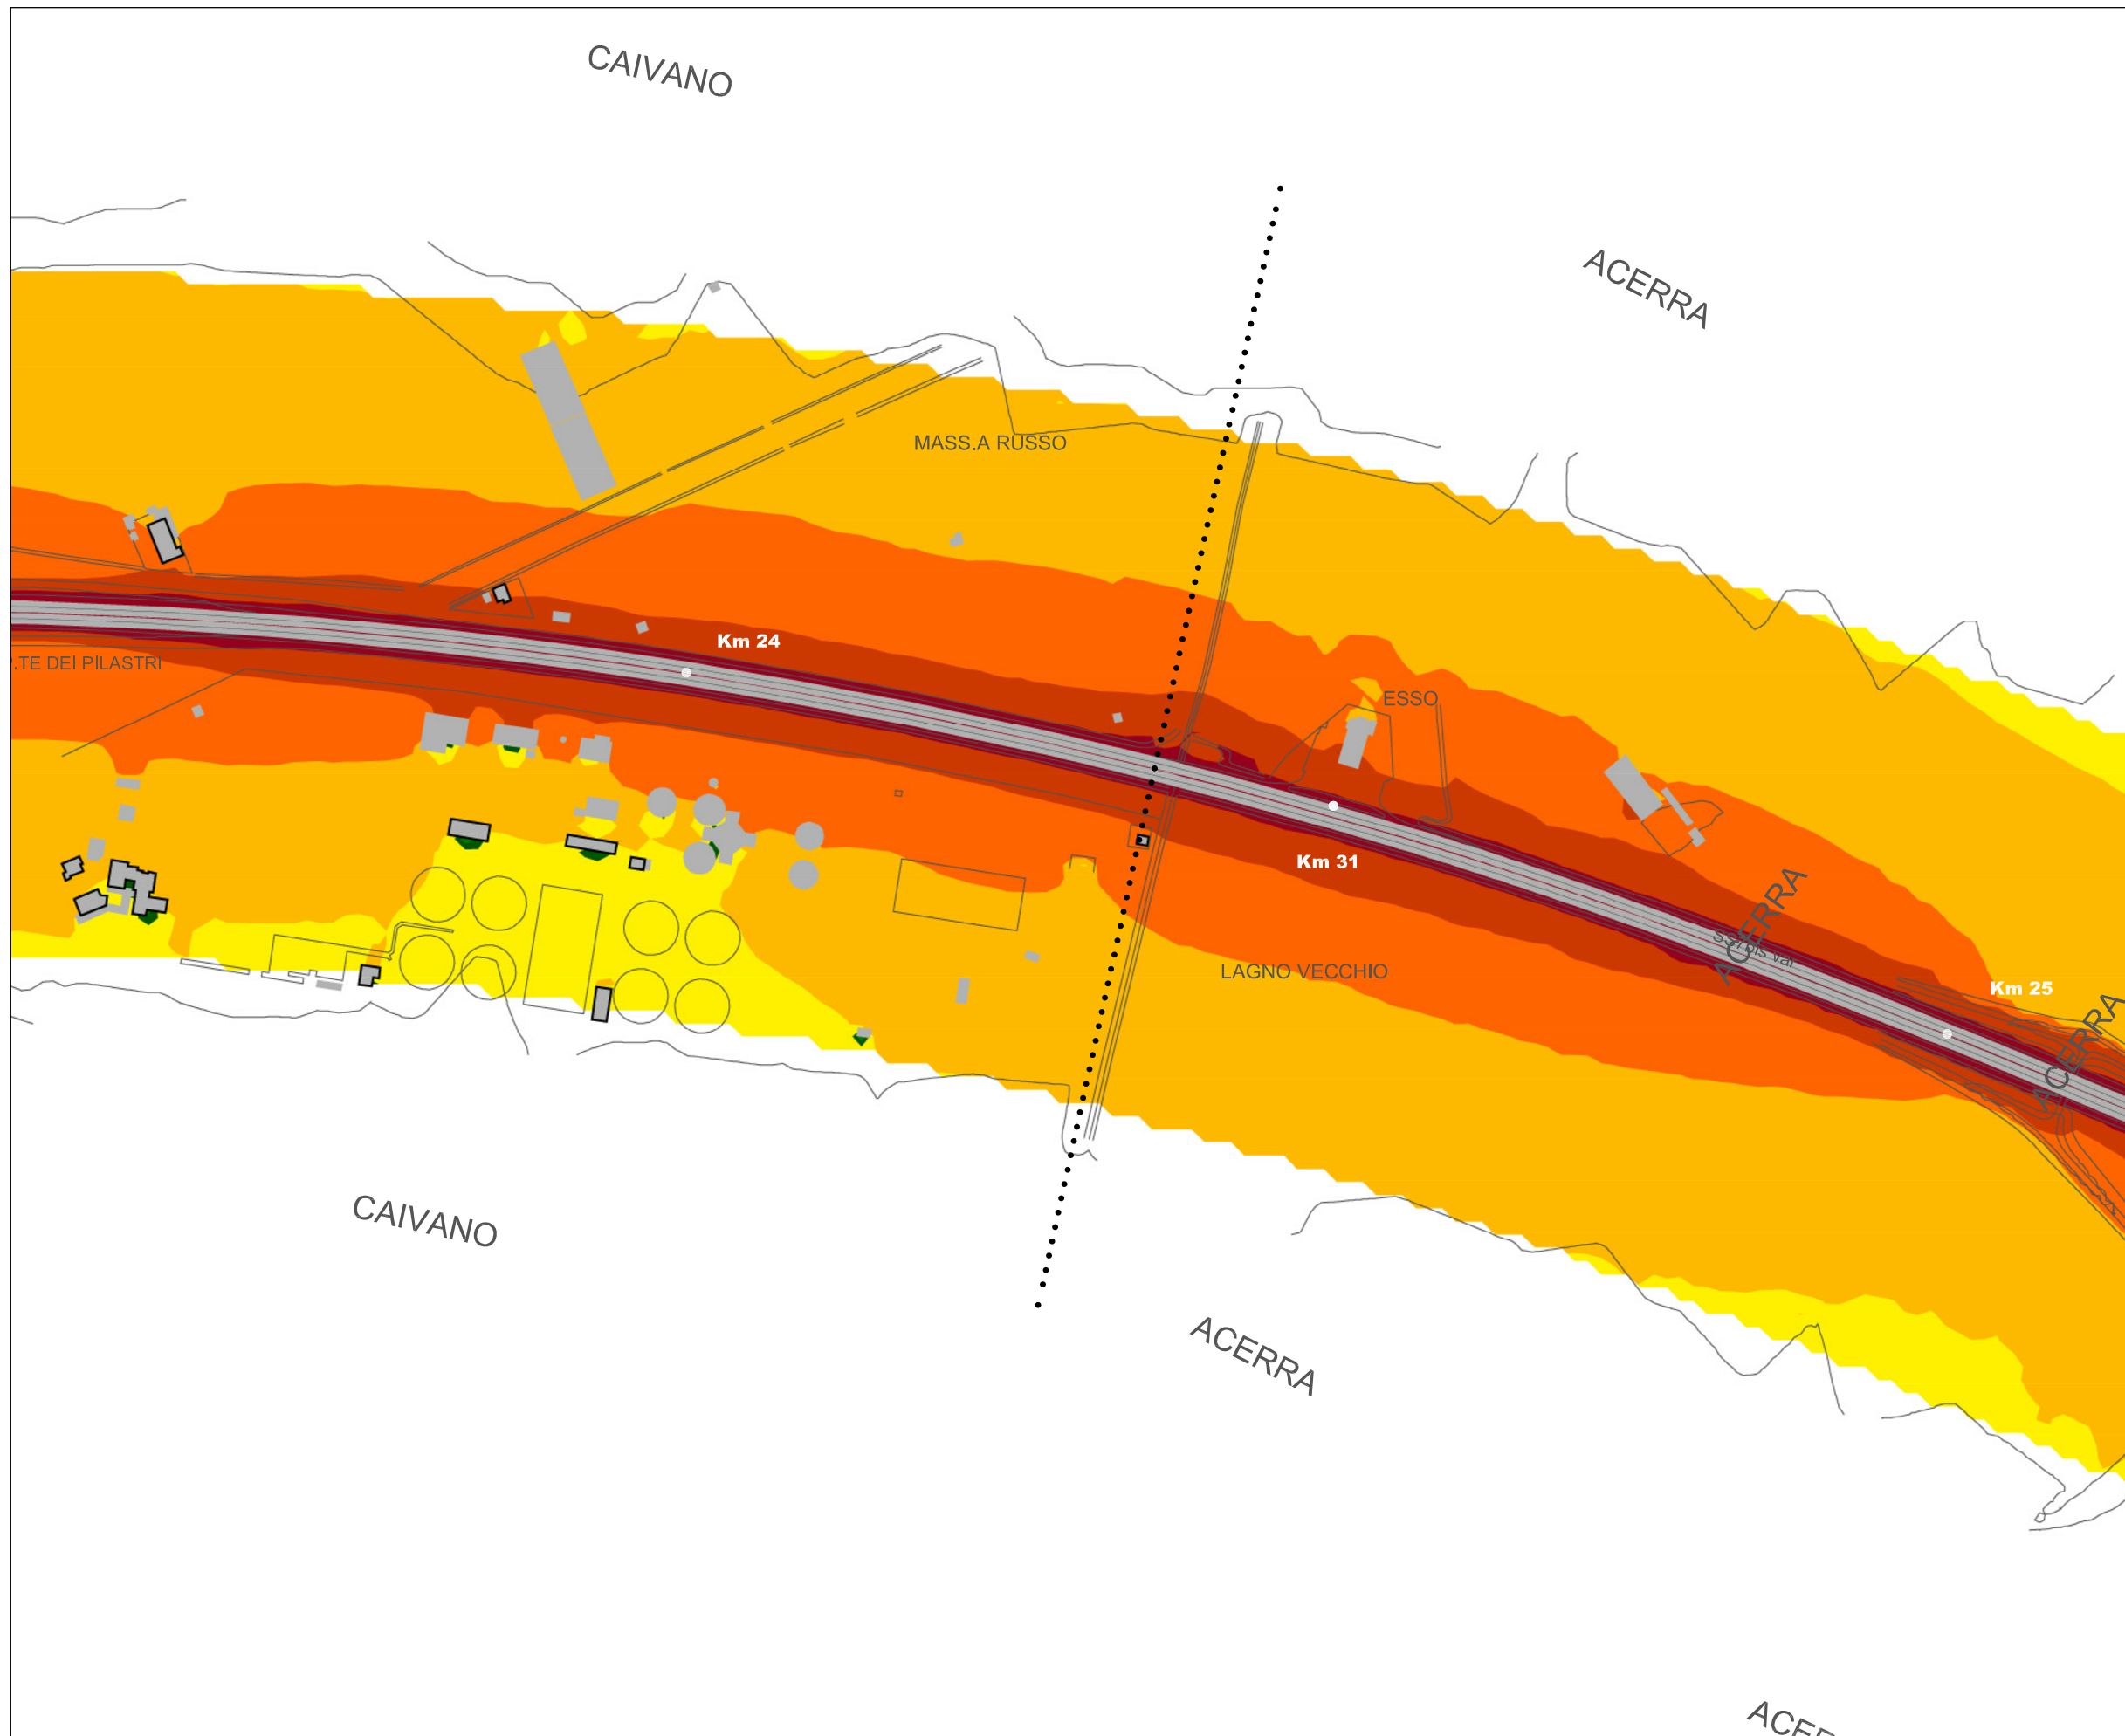 CAIVANO
ACERRA
MASS.A RUSSO
Km 24
.TE DEI PILASTRI
ESSO
Km 31
ACERRA
LAGNO VECCHIO
Km 25
ACERRA
CAIVANO
ACERRA